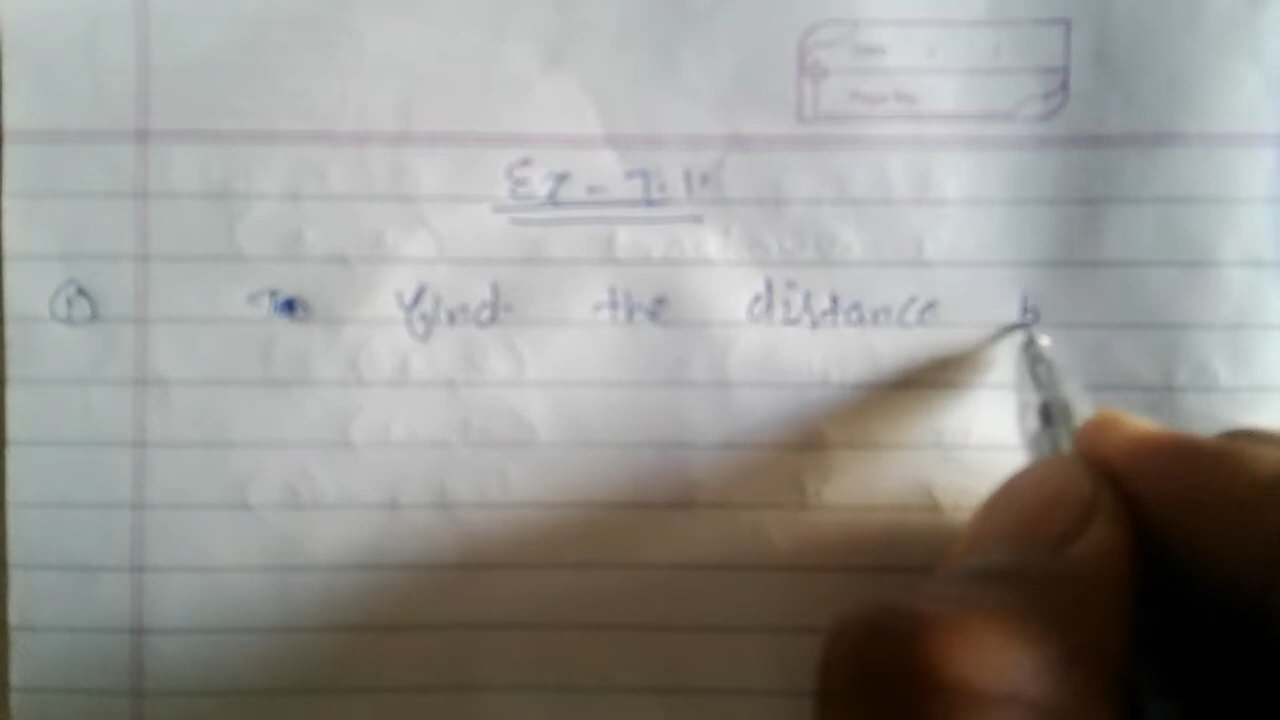 Ex - 7.1
① To find the distance b